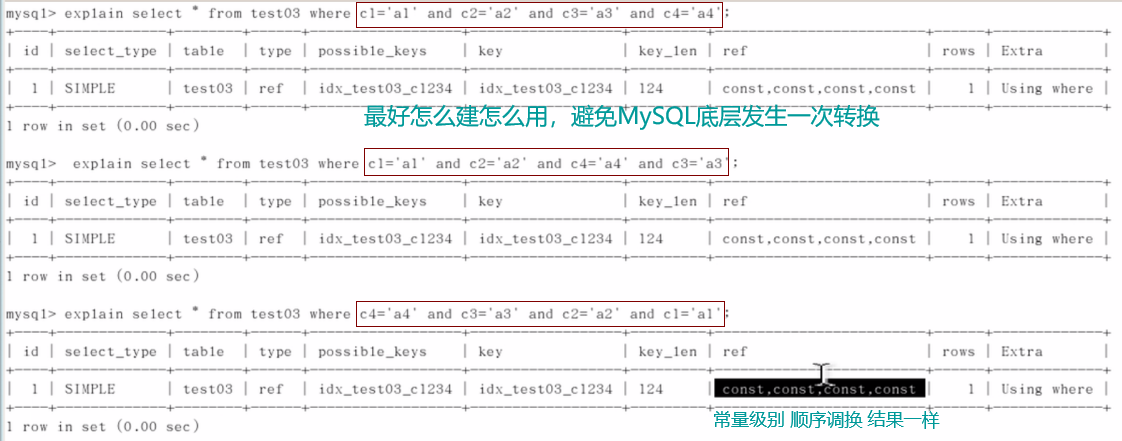 mysql> explain select * from test03 where c1='a1' and c2='a2' and c3='a3' and c4='a4';
+----+-------------+--------+------+------------------+------------------+---------+-------------------------+------+-------------+
| id | select_type | table | type | possible_keys | key | key_len | ref | rows | Extra |
+----+-------------+--------+------+------------------+------------------+---------+-------------------------+------+-------------+
| 1 | SIMPLE | test03 | ref | idx_test03_c1234 | idx_test03_c1234 | 124 | const,const,const,const | 1 | Using where |
+----+-------------+--------+------+------------------+------------------+---------+-------------------------+------+-------------+
最好怎么建怎么用，避免MySQL底层发生一次转换
1 row in set (0.00 sec)
mysql> explain select * from test03 where c1='a1' and c2='a2' and c4='a4' and c3='a3';
+----+-------------+--------+------+------------------+------------------+---------+-------------------------+------+-------------+
| id | select_type | table | type | possible_keys | key | key_len | ref | rows | Extra |
+----+-------------+--------+------+------------------+------------------+---------+-------------------------+------+-------------+
| 1 | SIMPLE | test03 | ref | idx_test03_c1234 | idx_test03_c1234 | 124 | const,const,const,const | 1 | Using where |
+----+-------------+--------+------+------------------+------------------+---------+-------------------------+------+-------------+
1 row in set (0.00 sec)
mysql> explain select * from test03 where c4='a4' and c3='a3' and c2='a2' and c1='a1';
+----+-------------+--------+------+------------------+------------------+---------+-------------------------+------+-------------+
| id | select_type | table | type | possible_keys | key | key_len | ref | rows | Extra |
+----+-------------+--------+------+------------------+------------------+---------+-------------------------+------+-------------+
| 1 | SIMPLE | test03 | ref | idx_test03_c1234 | idx_test03_c1234 | 124 | const,const,const,const | 1 | Using where |
+----+-------------+--------+------+------------------+------------------+---------+-------------------------+------+-------------+
常量级别 顺序调换 结果一样
1 row in set (0.00 sec)